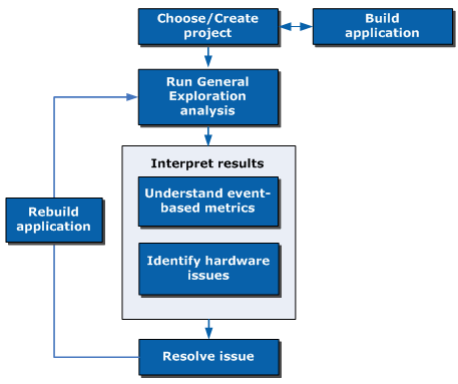 Choose/Create
project
Build
application
Run General
Exploration
analysis
Interpret results
Understand event-
based metrics
Rebuild
application
Identify hardware
issues
Resolve issue